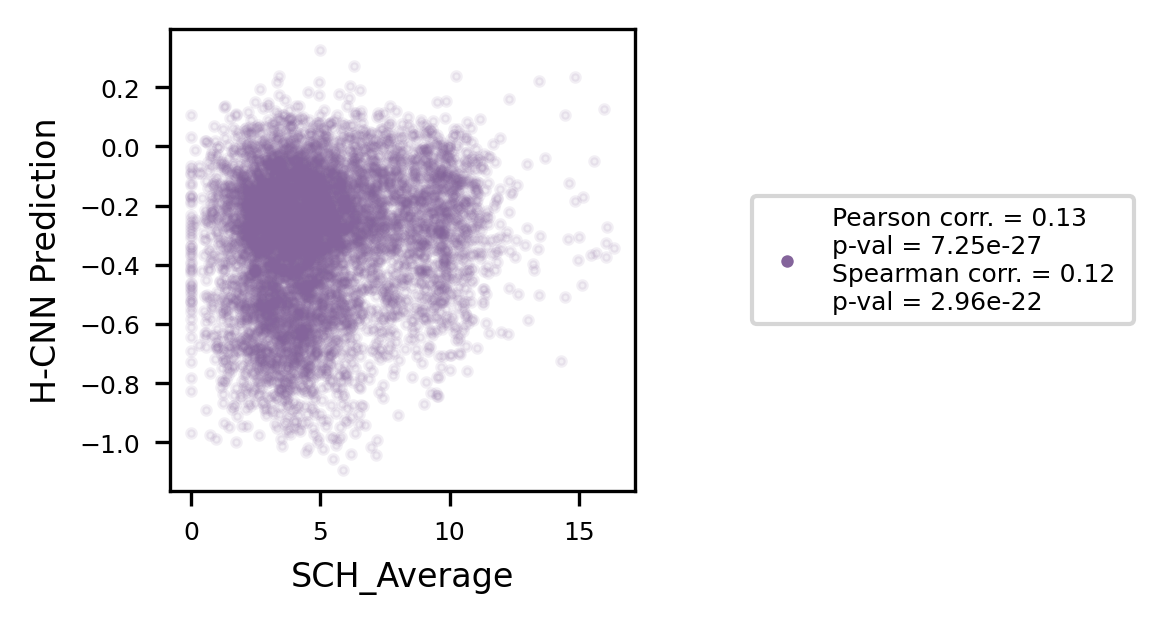 H-CNN Prediction
0.2
0.0
−0.2
−0.4
−0.6
−0.8
−1.0
0 5 10 15
SCH_Average
Pearson corr. = 0.13
p-val = 7.25e-27
Spearman corr. = 0.12
p-val = 2.96e-22